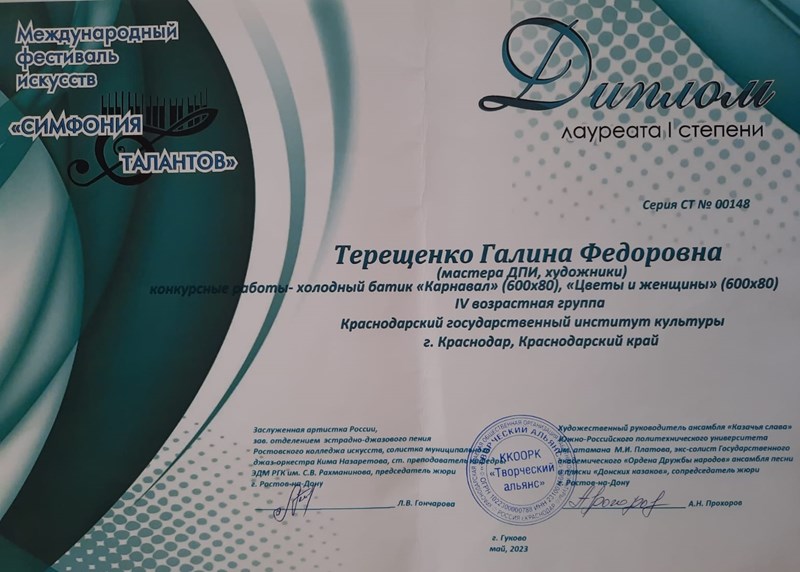 Международный
фестиваль
искусств
«СИМФОНИЯ
ТАЛАНТОВ»
Диплом
лауреата I степени
Серия СТ № 00148
Терещенко Галина Федоровна
(мастера ДПИ, художники)
конкурсные работы- холодный батик «Карнавал» (600х80), «Цветы и женщины» (600х80)
IV возрастная группа
Краснодарский государственный институт культуры
г. Краснодар, Краснодарский край
Заслуженная артистка России,
зав. отделением эстрадно-джазового пения
Ростовского колледжа искусств, солистка муниципального
джаз-оркестра Кима Назаретова, ст. преподаватель кафедры
ЭДМ РГК им. С.В. Рахманинова, председатель жюри
г. Ростов-на-Дону
Л.В. Гончарова
ТВОРЧЕСКИЙ АЛЬЯНС
ККООРК
«Творческий
альянс»
Художественный руководитель ансамбля «Казачья слава»
Южно-Российского политехнического университета
им. атамана М.И. Платова, экс-солист Государственного
академического «Ордена Дружбы народов» ансамбля песни
и пляски «Донских казаков», сопредседатель жюри
г. Ростов-на-Дону
А.Н. Прохоров
г. Гуково
май, 2023